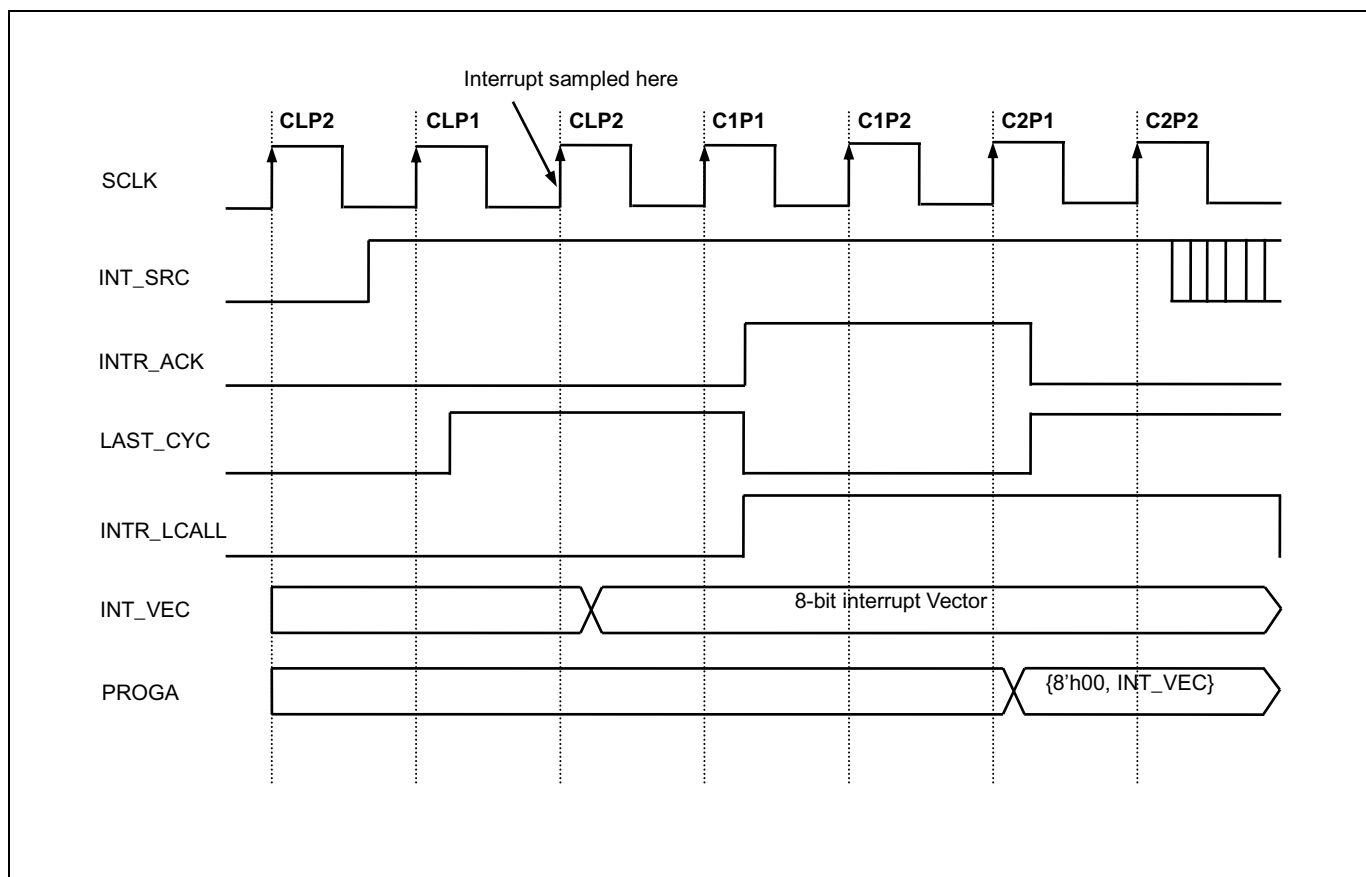 Interrupt sampled here
CLP2 CLP1 CLP2 C1P1 C1P2 C2P1 C2P2
SCLK
INT_SRC
INTR_ACK
LAST_CYC
INTR_LCALL
INT_VEC 8-bit interrupt Vector
PROGA {8’h00, INT_VEC}